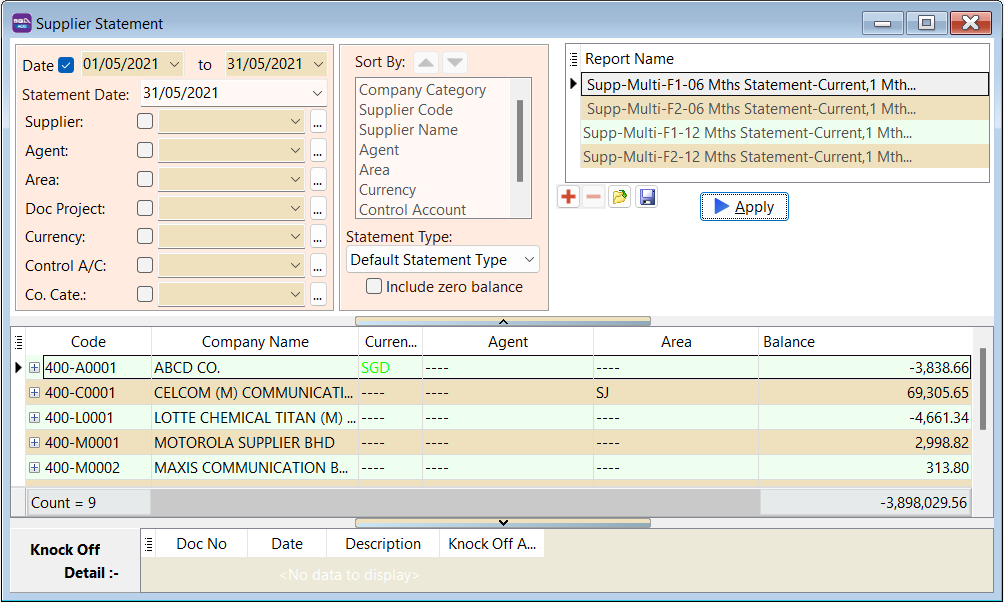 Supplier Statement
Date 01/05/2021 to 31/05/2021
Statement Date: 31/05/2021
Supplier: ...
Agent: ...
Area: ...
Doc Project: ...
Currency: ...
Control A/C: ...
Co. Cate.: ...
Sort By:
Company Category
Supplier Code
Supplier Name
Agent
Area
Currency
Control Account
Statement Type:
Default Statement Type
Include zero balance
Report Name
Supp-Multi-F1-06 Mths Statement-Current,1 Mth...
Supp-Multi-F2-06 Mths Statement-Current,1 Mth...
Supp-Multi-F1-12 Mths Statement-Current,1 Mth...
Supp-Multi-F2-12 Mths Statement-Current,1 Mth...
Apply
Code Company Name Curren... Agent Area Balance
400-A0001 ABCD CO. SGD ---- ---- -3,838.66
400-C0001 CELCOM (M) COMMUNICATI... ---- ---- SJ 69,305.65
400-L0001 LOTTE CHEMICAL TITAN (M) ... ---- ---- ---- -4,661.34
400-M0001 MOTOROLA SUPPLIER BHD ---- ---- ---- 2,998.82
400-M0002 MAXIS COMMUNICATION B... ---- ---- ---- 313.80
Count = 9 -3,898,029.56
Knock Off
Detail :-
Doc No Date Description Knock Off A...
<No data to display>